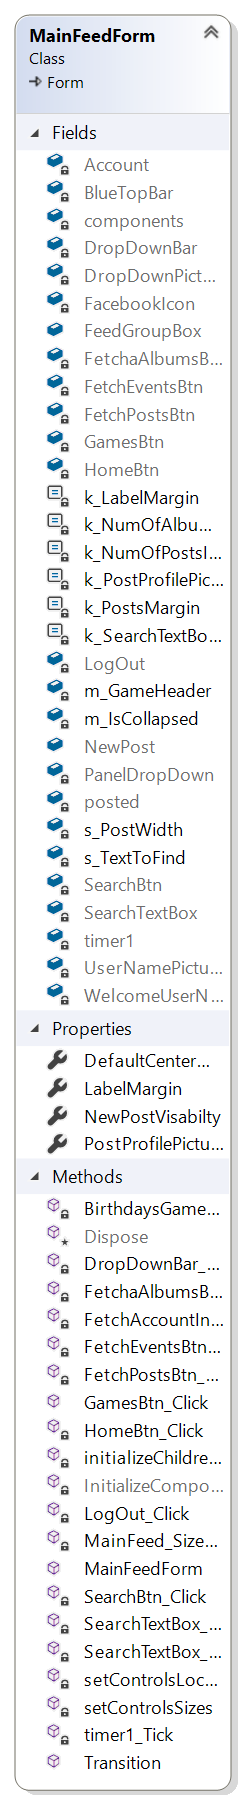 MainFeedForm
Class
Form
Fields
Account
BlueTopBar
components
DropDownBar
DropDownPict...
FacebookIcon
FeedGroupBox
FetchaAlbumsB...
FetchEventsBtn
FetchPostsBtn
GamesBtn
HomeBtn
k_LabelMargin
k_NumOfAlbu...
k_NumOfPostsI...
k_PostProfilePic...
k_PostsMargin
k_SearchTextBo...
LogOut
m_GameHeader
m_IsCollapsed
NewPost
PanelDropDown
posted
s_PostWidth
s_TextToFind
SearchBtn
SearchTextBox
timer1
UserNamePictu...
WelcomeUserN...
Properties
DefaultCenter...
LabelMargin
NewPostVisabilty
PostProfilePictu...
Methods
BirthdaysGame...
Dispose
DropDownBar_...
FetchaAlbumsB...
FetchAccountIn...
FetchEventsBtn...
FetchPostsBtn_...
GamesBtn_Click
HomeBtn_Click
initializeChildre...
InitializeCompo...
LogOut_Click
MainFeed_Size...
MainFeedForm
SearchBtn_Click
SearchTextBox_...
SearchTextBox_...
setControlsLoc...
setControlsSizes
timer1_Tick
Transition